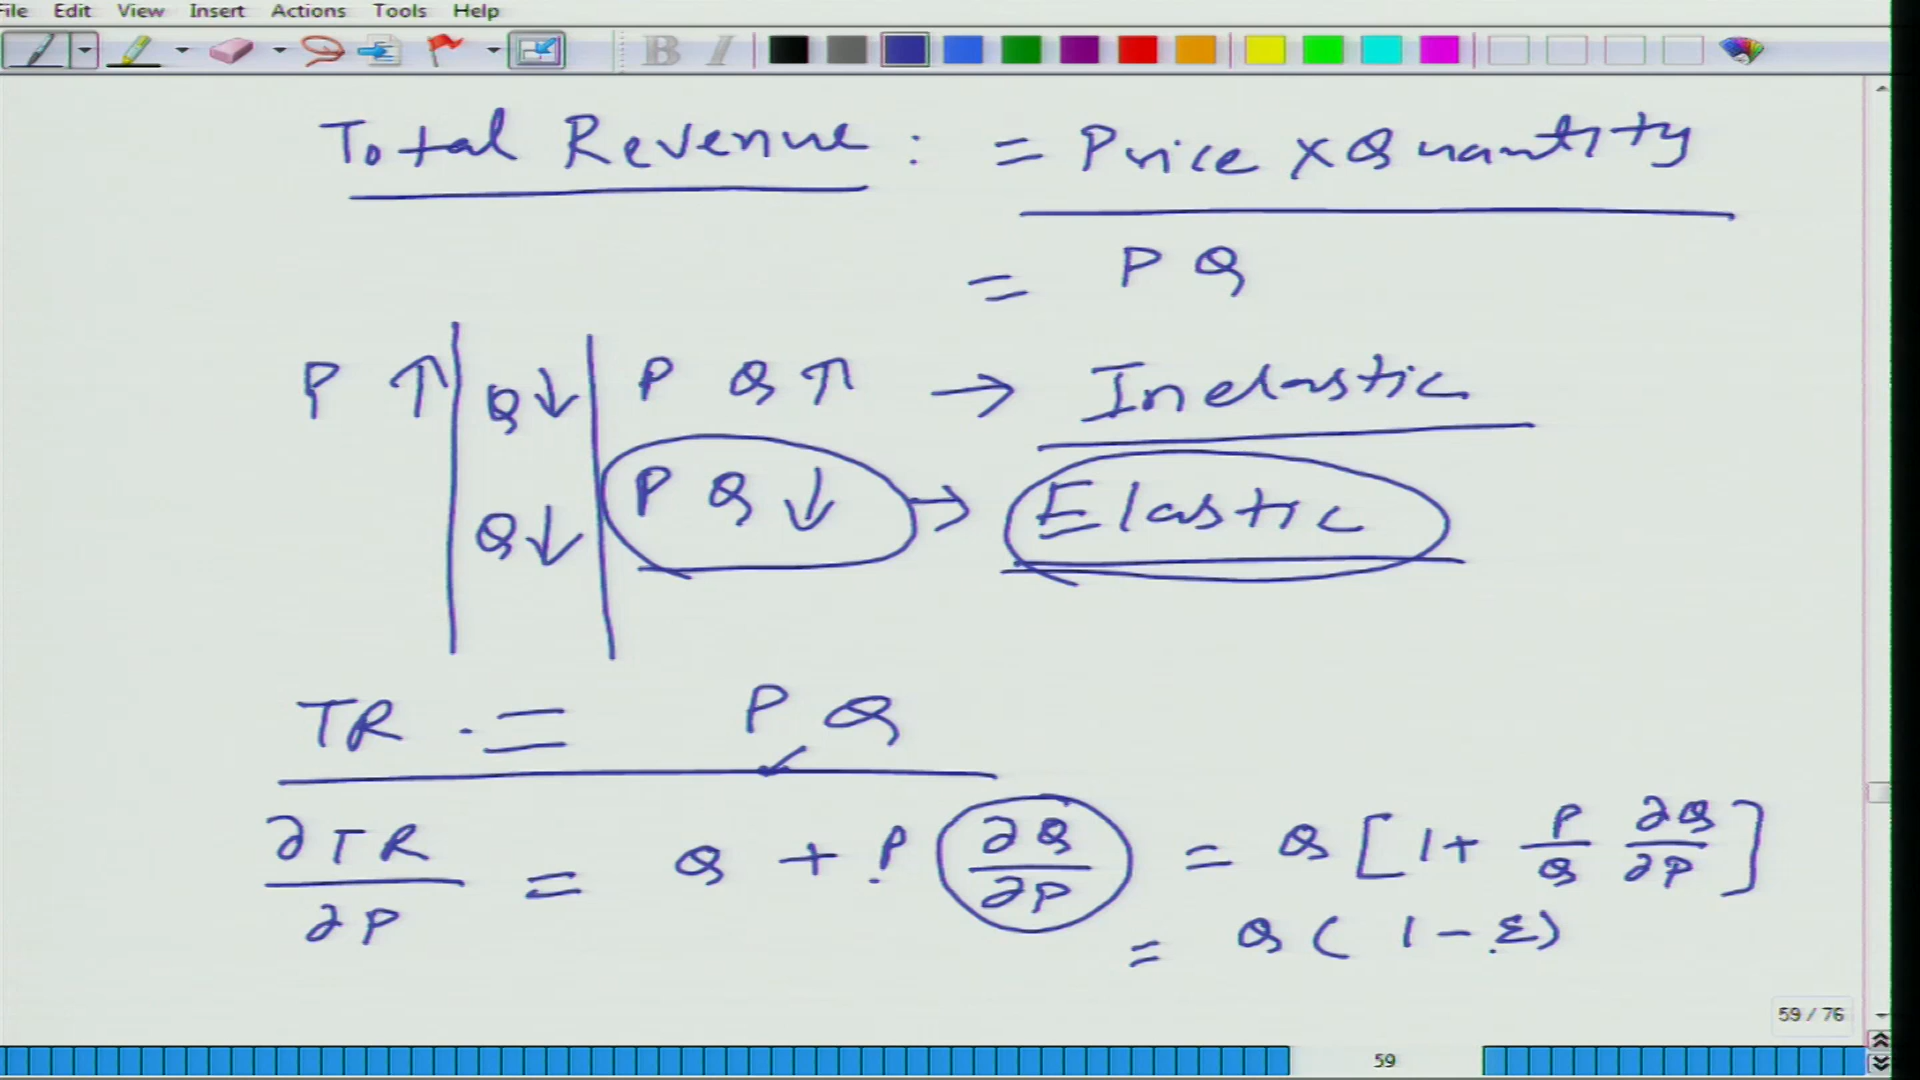 File Edit View Insert Actions Tools Help
B I
Total Revenue : = Price x Quantity
= P Q
P ↑ Q↓ P Q ↑ → Inelastic
Q↓ P Q ↓ → Elastic
TR = P Q
∂TR/∂P = Q + P ∂Q/∂P = Q [1 + P/Q ∂Q/∂P]
= Q (1 - ε)
59 / 76
59